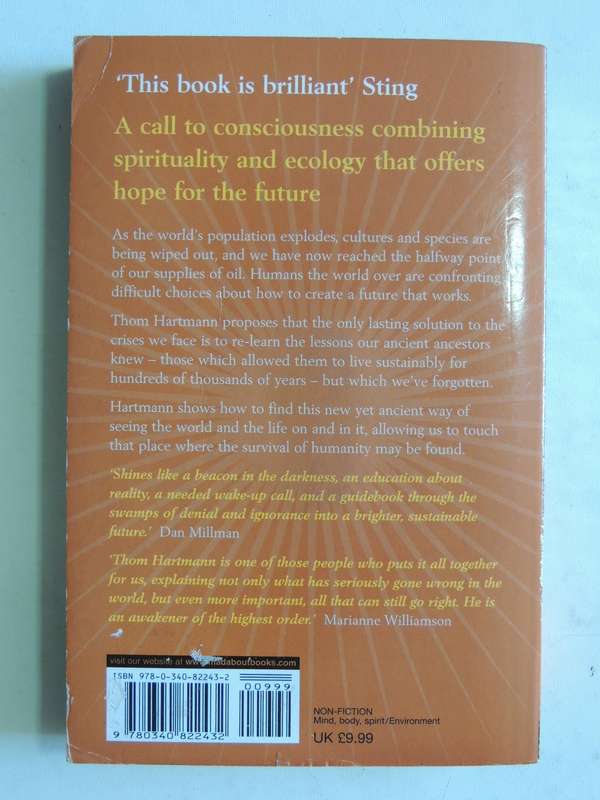 ‘This book is brilliant’ Sting
A call to consciousness combining
spirituality and ecology that offers
hope for the future
As the world's population explodes, cultures and species are
being wiped out, and we have now reached the halfway point
of our supplies of oil. Humans the world over are confronting
difficult choices about how to create a future that works.
Thom Hartmann proposes that the only lasting solution to the
crises we face is to re-learn the lessons our ancient ancestors
knew – those which allowed them to live sustainably for
hundreds of thousands of years – but which we've forgotten.
Hartmann shows how to find this new yet ancient way of
seeing the world and the life on and in it, allowing us to touch
that place where the survival of humanity may be found.
‘Shines like a beacon in the darkness, an education about
reality, a needed wake-up call, and a guidebook through the
swamps of denial and ignorance into a brighter, sustainable
future.’ Dan Millman
‘Thom Hartmann is one of those people who puts it all together
for us, explaining not only what has seriously gone wrong in the
world, but even more important, all that can still go right. He is
an awakener of the highest order.’ Marianne Williamson
visit our website at www.madaboutbooks.com
ISBN 978-0-340-82243-2
00999
9 780340 822432
NON-FICTION
Mind, body, spirit/Environment
UK £9.99